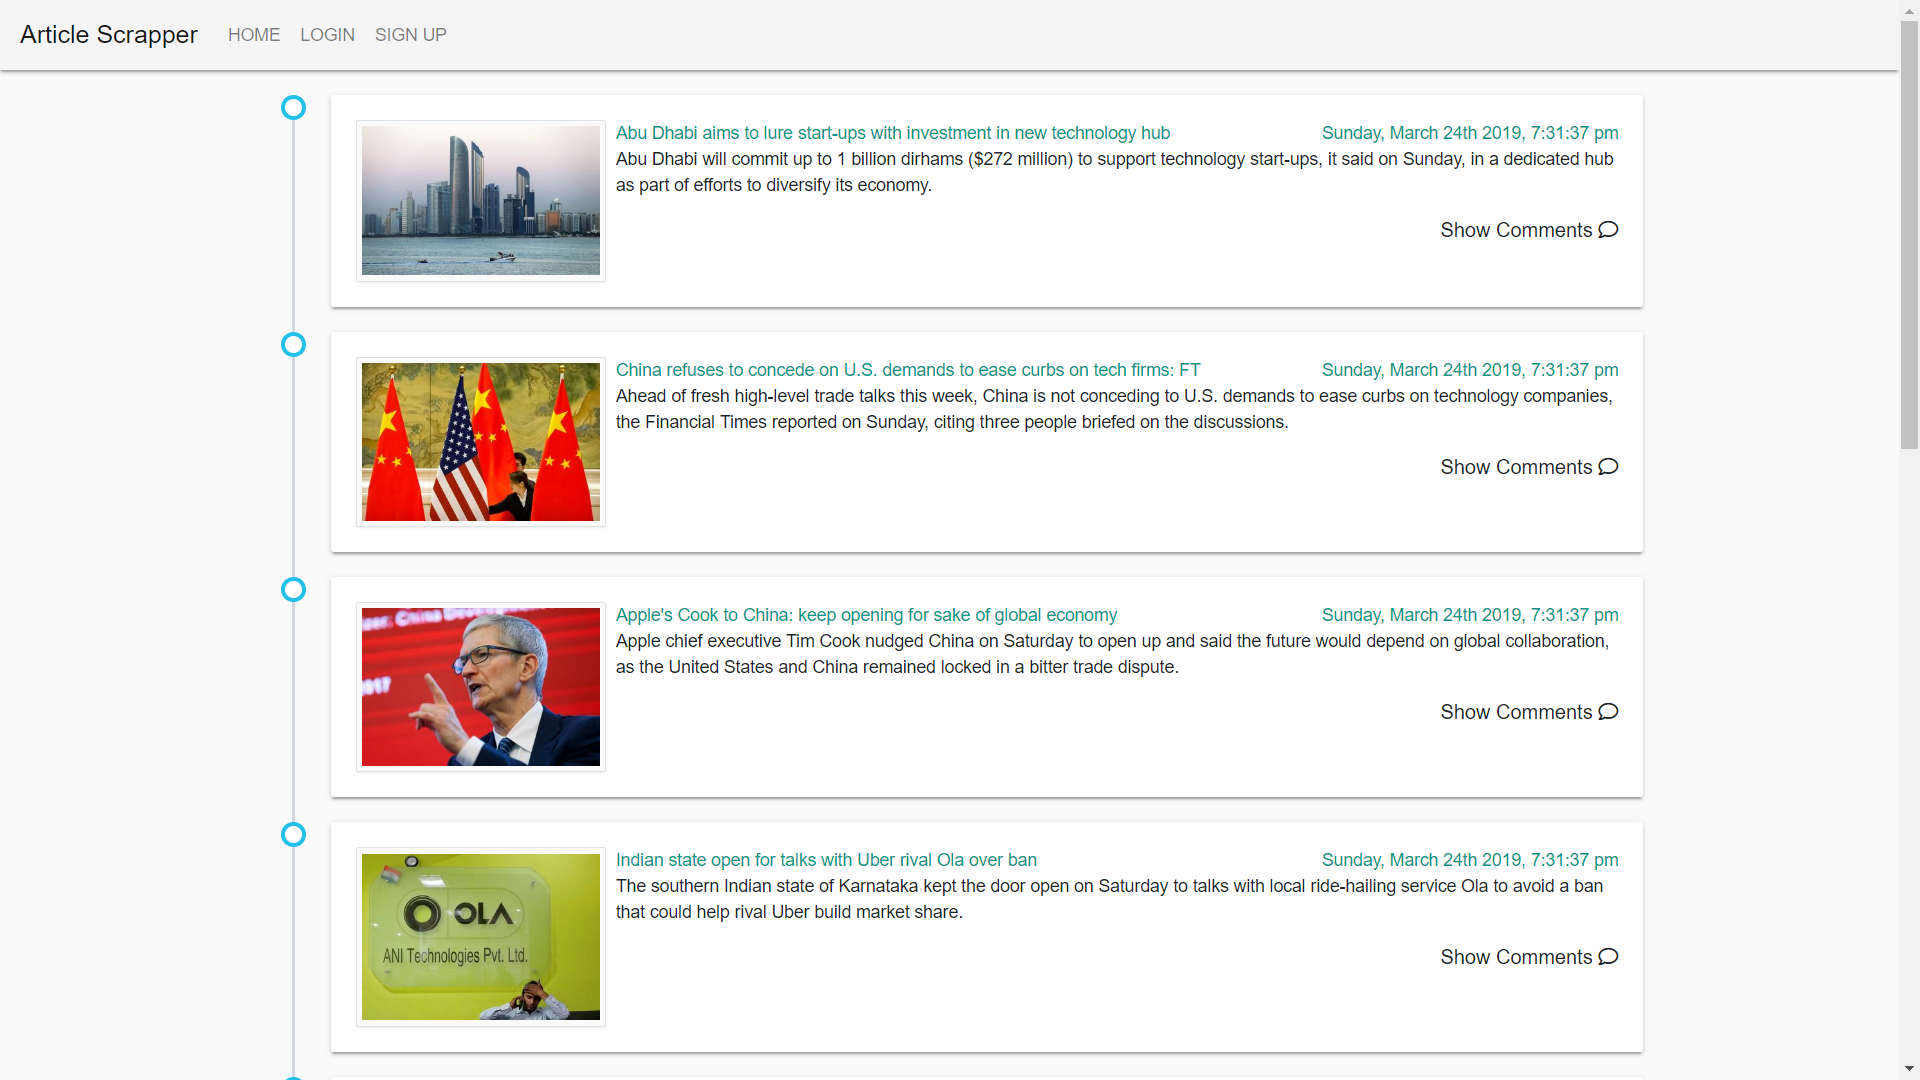 Article Scrapper HOME LOGIN SIGN UP
Abu Dhabi aims to lure start-ups with investment in new technology hub Sunday, March 24th 2019, 7:31:37 pm
Abu Dhabi will commit up to 1 billion dirhams ($272 million) to support technology start-ups, it said on Sunday, in a dedicated hub
as part of efforts to diversify its economy.
Show Comments
China refuses to concede on U.S. demands to ease curbs on tech firms: FT Sunday, March 24th 2019, 7:31:37 pm
Ahead of fresh high-level trade talks this week, China is not conceding to U.S. demands to ease curbs on technology companies,
the Financial Times reported on Sunday, citing three people briefed on the discussions.
Show Comments
2017
Apple's Cook to China: keep opening for sake of global economy Sunday, March 24th 2019, 7:31:37 pm
Apple chief executive Tim Cook nudged China on Saturday to open up and said the future would depend on global collaboration,
as the United States and China remained locked in a bitter trade dispute.
Show Comments
OLA
ANI Technologies Pvt. Ltd.
Indian state open for talks with Uber rival Ola over ban Sunday, March 24th 2019, 7:31:37 pm
The southern Indian state of Karnataka kept the door open on Saturday to talks with local ride-hailing service Ola to avoid a ban
that could help rival Uber build market share.
Show Comments